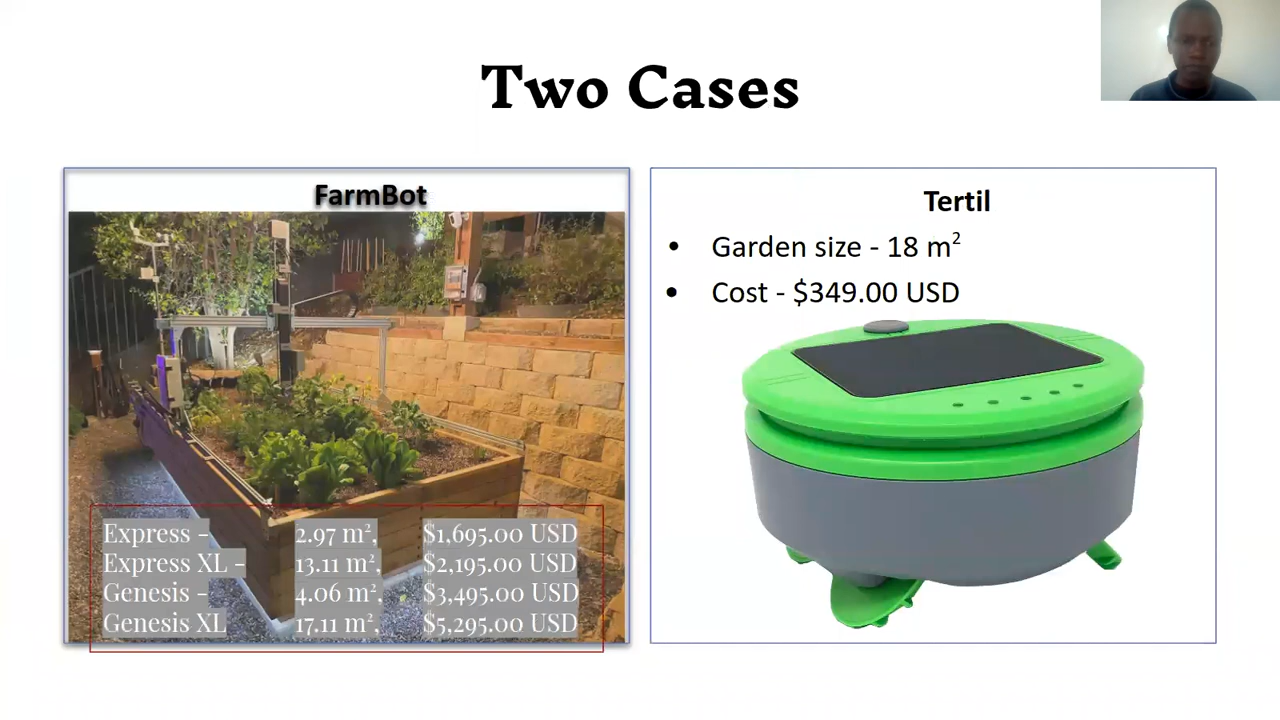 Two Cases
FarmBot
Express - 2.97 m², $1,695.00 USD
Express XL - 13.11 m², $2,195.00 USD
Genesis - 4.06 m², $3,495.00 USD
Genesis XL 17.11 m², $5,295.00 USD
Tertil
• Garden size - 18 m²
• Cost - $349.00 USD